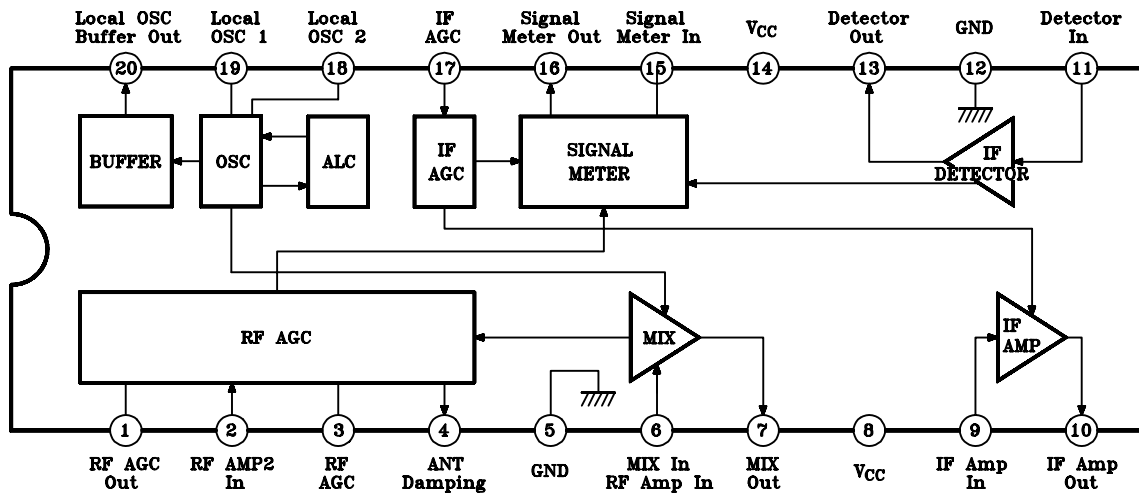 Local OSC
Buffer Out
Local
OSC 1
Local
OSC 2
IF
AGC
Signal
Meter Out
Signal
Meter In
VCC
Detector
Out
GND
Detector
In
20
19
18
17
16
15
14
13
12
11
BUFFER
OSC
ALC
IF
AGC
SIGNAL
METER
IF
DETECTOR
RF AGC
MIX
IF
AMP
1
2
3
4
5
6
7
8
9
10
RF AGC
Out
RF AMP2
In
RF
AGC
ANT
Damping
GND
MIX In
RF Amp In
MIX
Out
VCC
IF Amp
In
IF Amp
Out